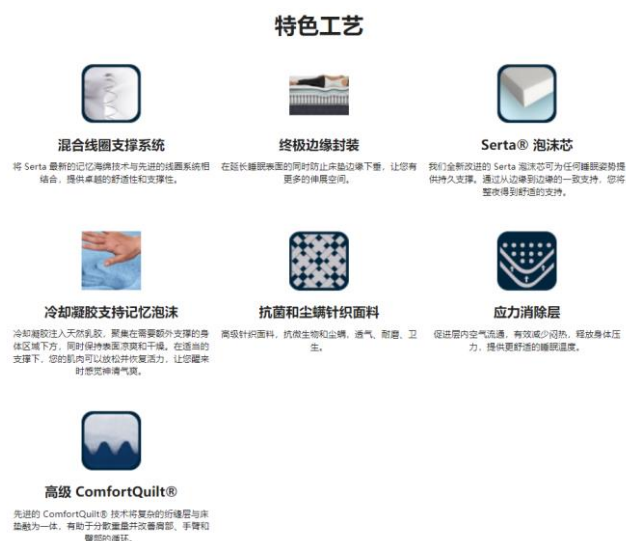 特色工艺
混合线圈支撑系统
将 Serta 最新的记忆海绵技术与先进的线圈系统相
结合，提供卓越的舒适性和支撑性。
终极边缘封装
在延长睡眠表面的同时防止床垫边缘下垂，让您有
更多的伸展空间。
Serta® 泡沫芯
我们全新改进的 Serta 泡沫芯可为任何睡眠姿势提
供持久支撑。通过从边缘到边缘的一致支持，您将
整夜得到舒适的支持。
冷却凝胶支持记忆泡沫
冷却凝胶注入天然乳胶，聚集在需要额外支撑的身
体区域下方，同时保持表面凉爽和干燥。在适当的
支撑下，您的肌肉可以放松并恢复活力，让您醒来
时感觉神清气爽。
抗菌和尘螨针织面料
高级针织面料，抗微生物和尘螨，透气、耐磨、卫
生。
应力消除层
促进层内空气流通，有效减少闷热，释放身体压
力，提供更舒适的睡眠温度。
高级 ComfortQuilt®
先进的 ComfortQuilt® 技术将复杂的绗缝层与床
垫融为一体，有助于分散重量并改善肩部、手臂和
臀部的循环。